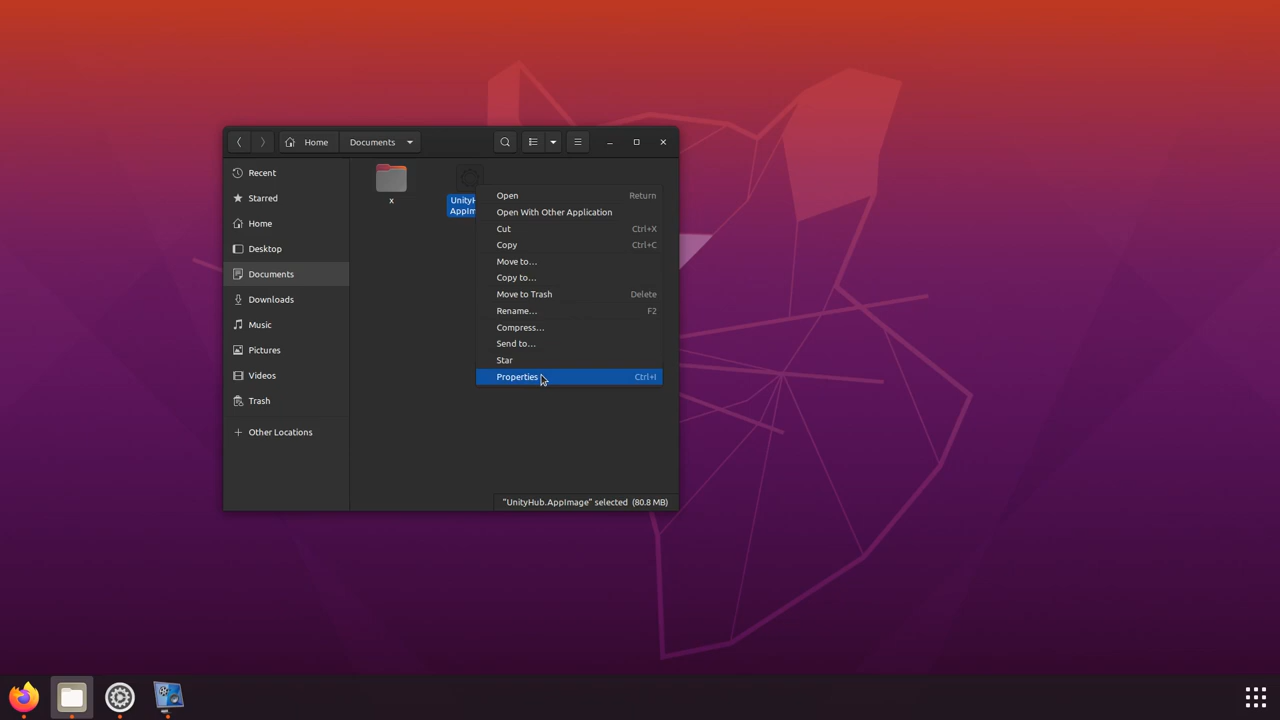 Home Documents
Recent
Starred
Home
Desktop
Documents
Downloads
Music
Pictures
Videos
Trash
Other Locations
x
Open Return
Open With Other Application
Cut Ctrl+X
Copy Ctrl+C
Move to…
Copy to…
Move to Trash Delete
Rename… F2
Compress…
Send to…
Star
Properties Ctrl+I
"UnityHub.AppImage" selected (80.8 MB)